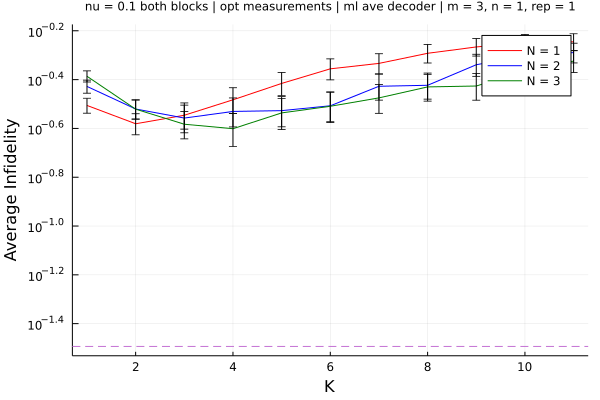 nu = 0.1 both blocks | opt measurements | ml ave decoder | m = 3, n = 1, rep = 1
10^-0.2
10^-0.4
10^-0.6
10^-0.8
10^-1.0
10^-1.2
10^-1.4
Average Infidelity
N = 1
N = 2
N = 3
2 4 6 8 10
K